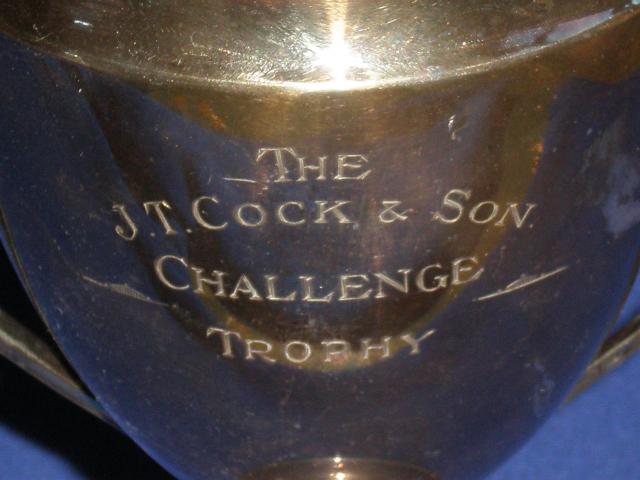 The
J.T. Cock & Son.
Challenge
Trophy